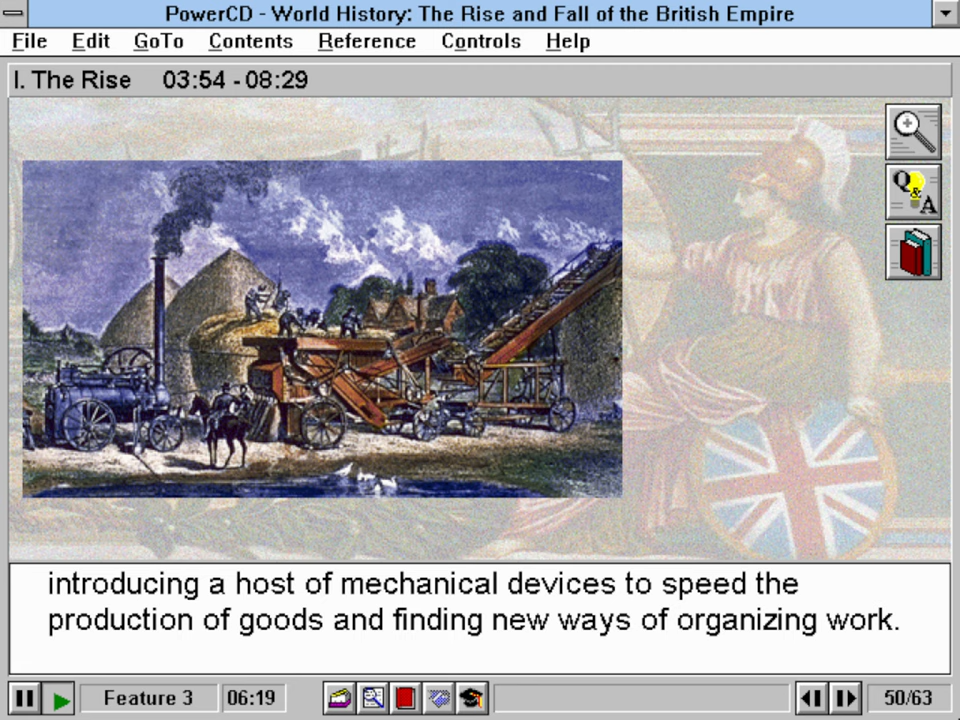 PowerCD - World History: The Rise and Fall of the British Empire
File Edit GoTo Contents Reference Controls Help
I. The Rise 03:54 - 08:29
Q & A
introducing a host of mechanical devices to speed the
production of goods and finding new ways of organizing work.
Feature 3 06:19 50/63